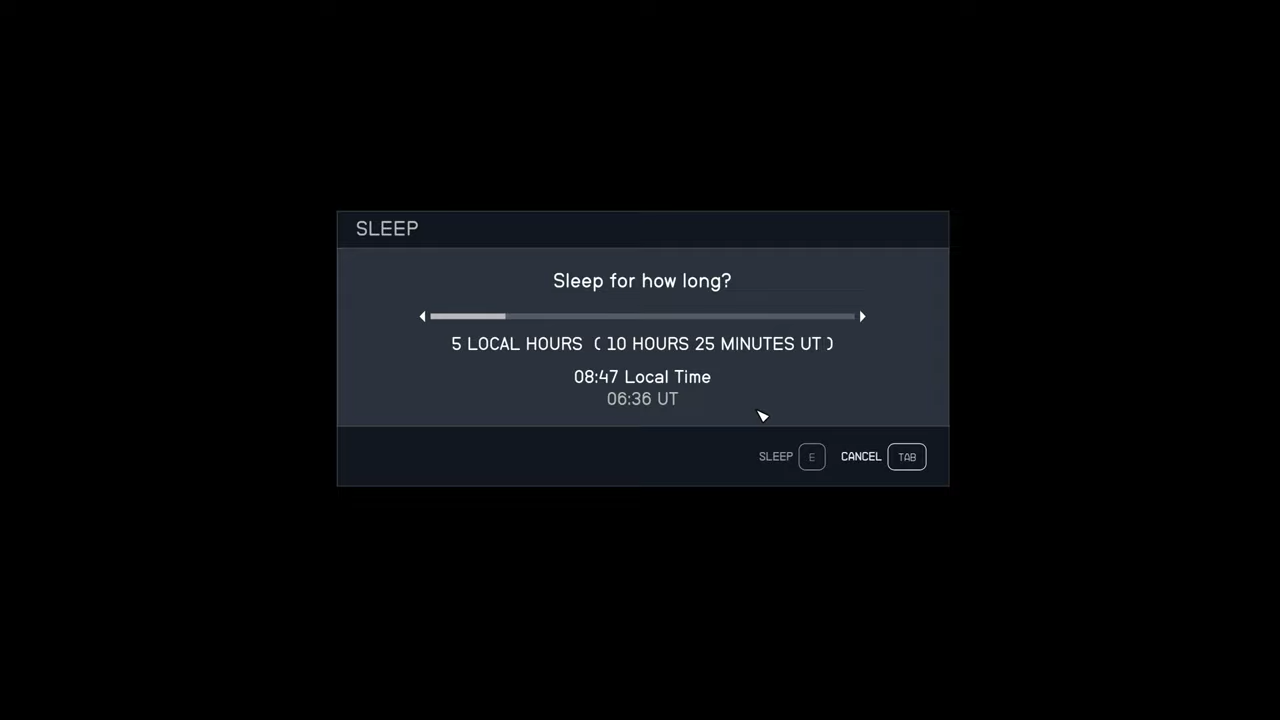 SLEEP
Sleep for how long?
5 LOCAL HOURS ( 10 HOURS 25 MINUTES UT )
08:47 Local Time
06:36 UT
SLEEP E CANCEL TAB